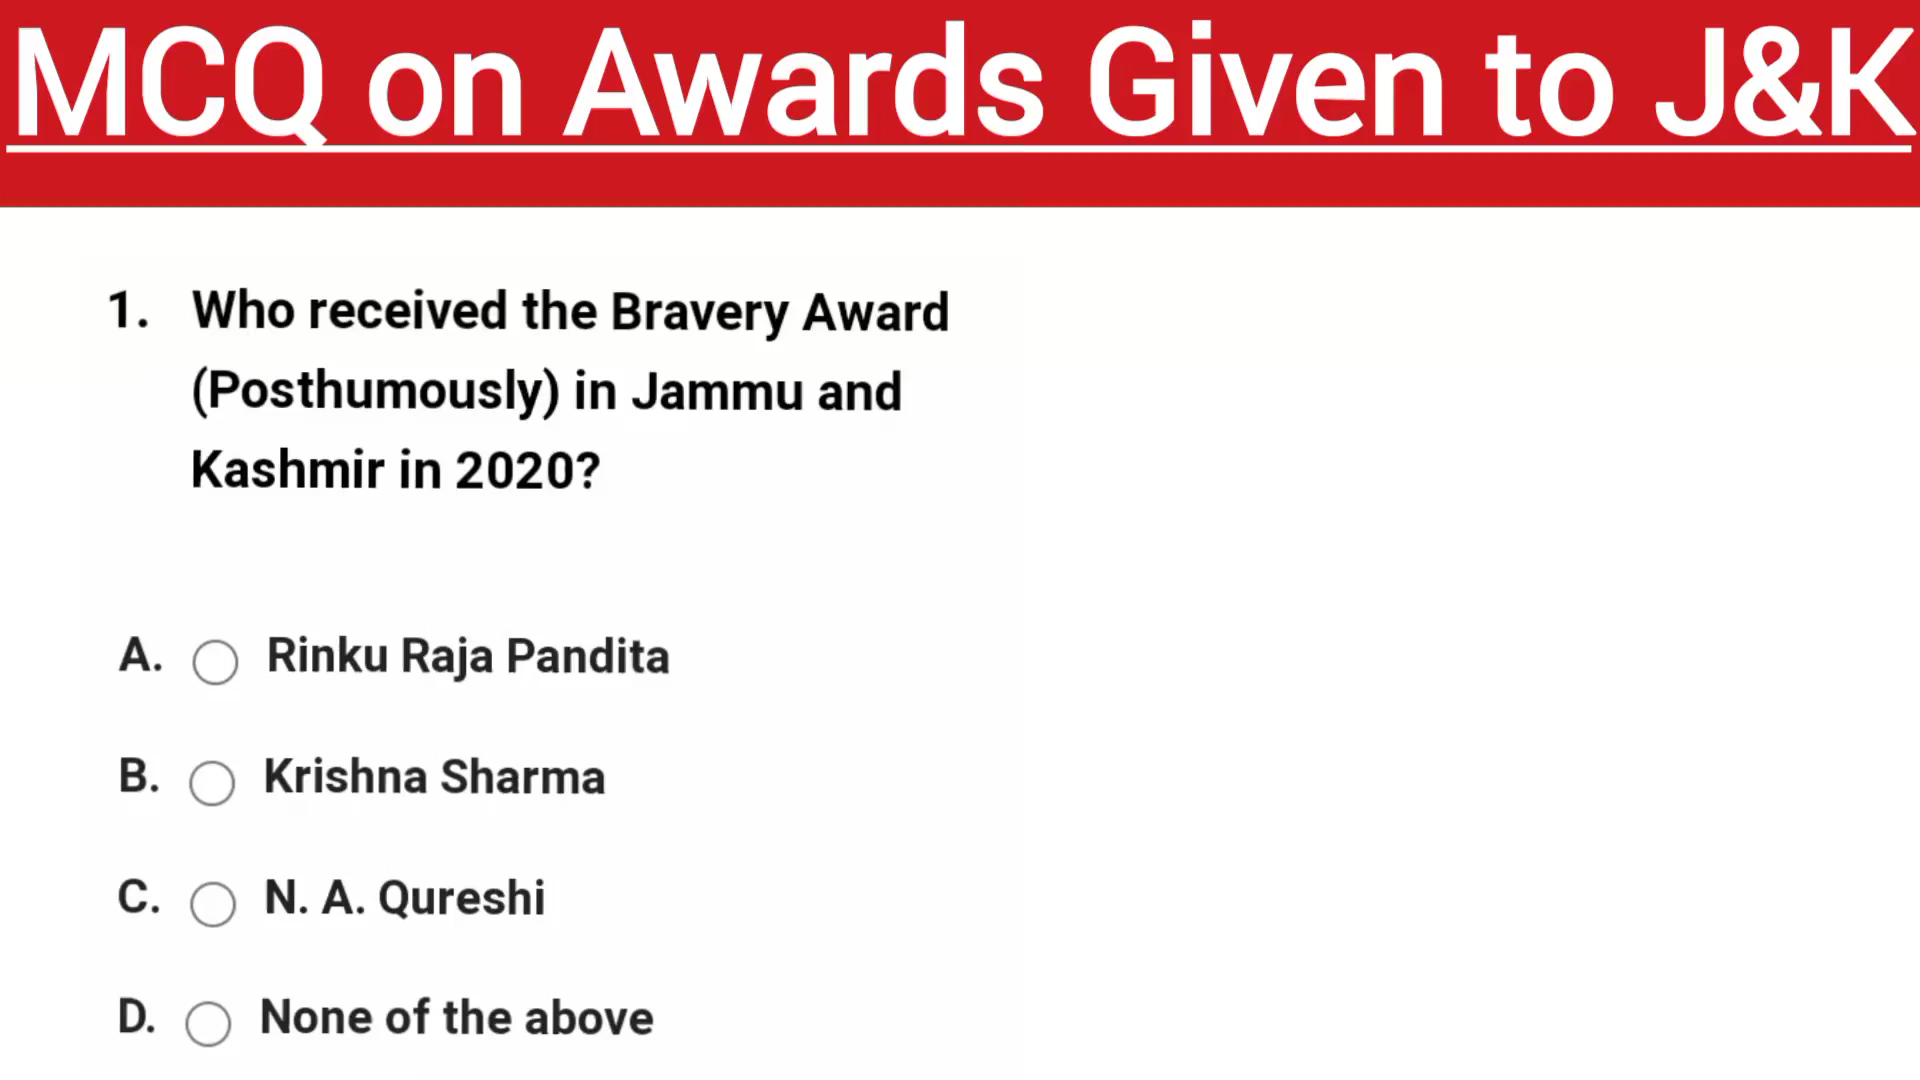 MCQ on Awards Given to J&K
1. Who received the Bravery Award
(Posthumously) in Jammu and
Kashmir in 2020?
A. Rinku Raja Pandita
B. Krishna Sharma
C. N. A. Qureshi
D. None of the above